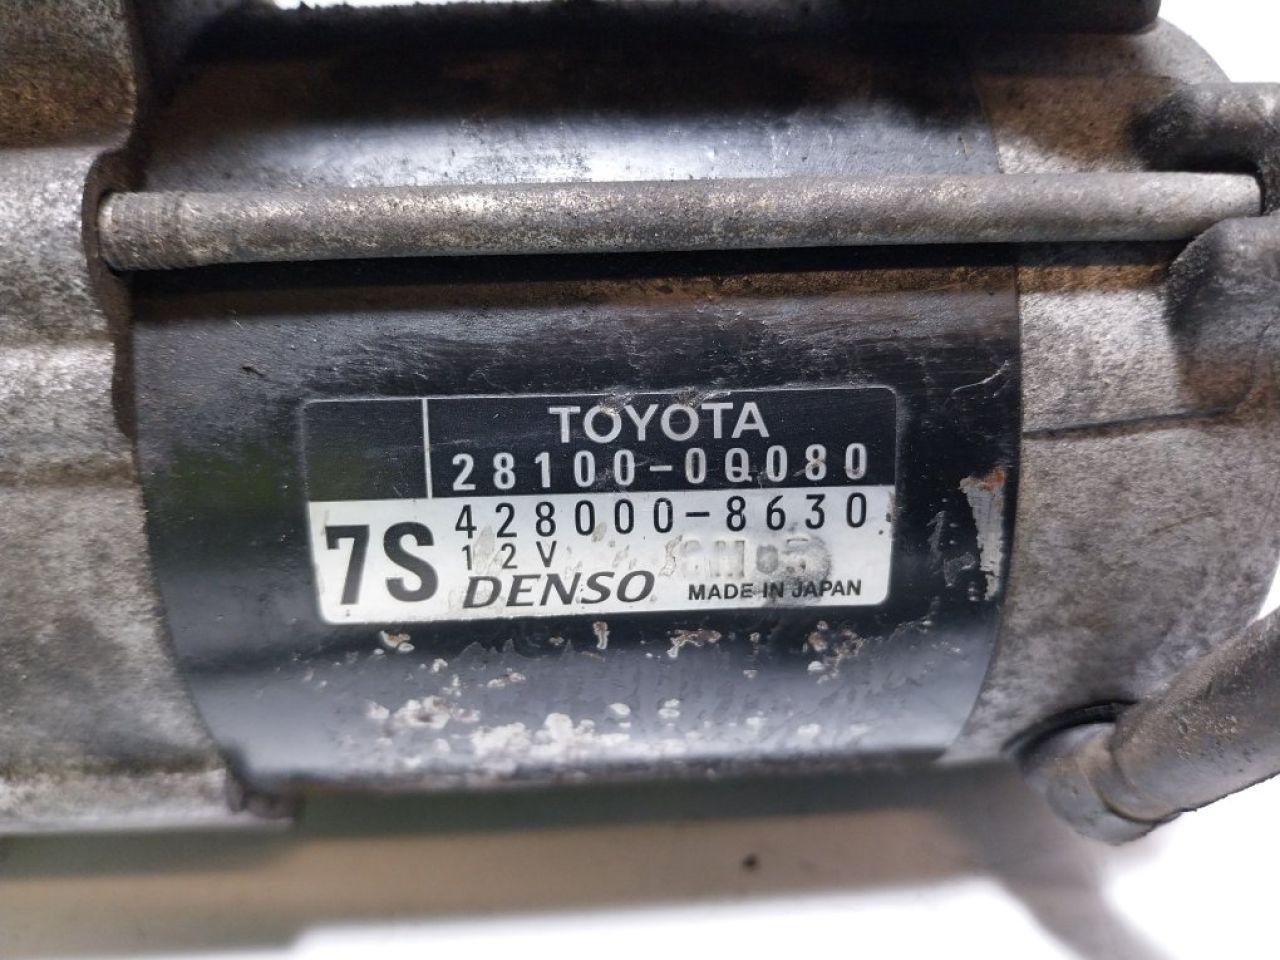 TOYOTA
28100-0Q080
7S
428000-8630
12V
DENSO
MADE IN JAPAN